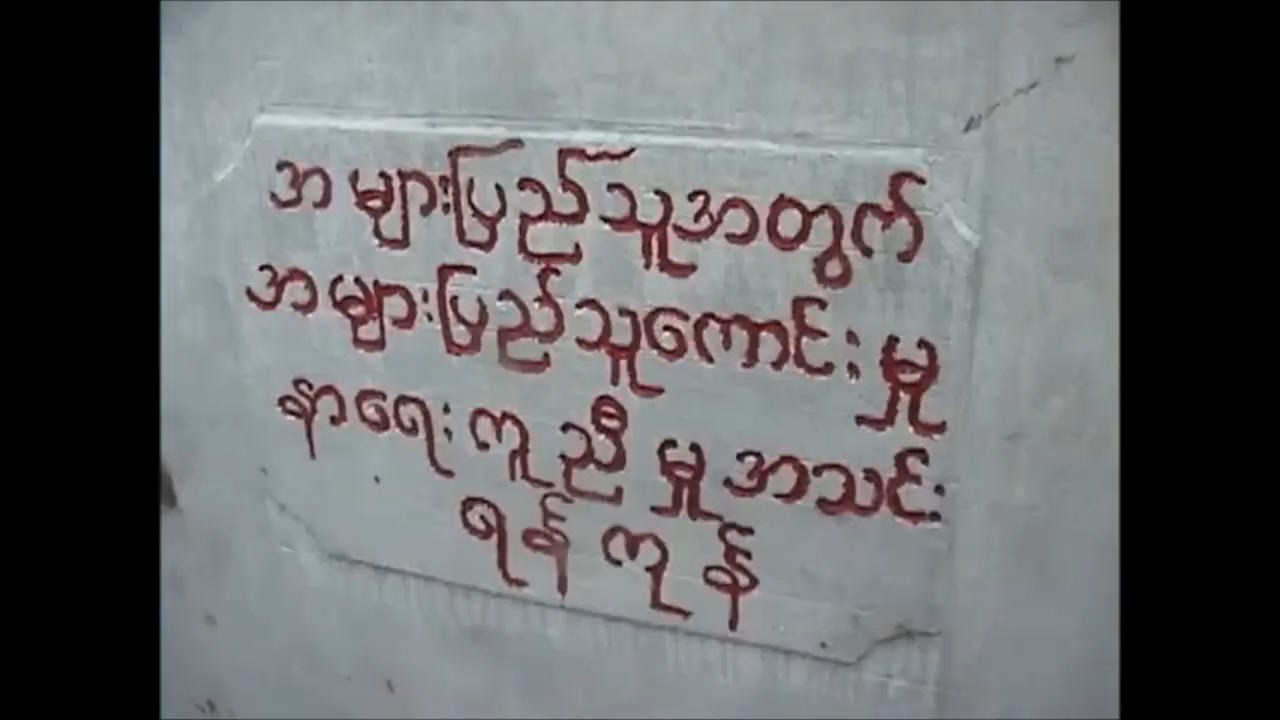 အများပြည်သူအတွက်
အများပြည်သူကောင်းမှု
နာရေးကူညီမှုအသင်း
ရန်ကုန်